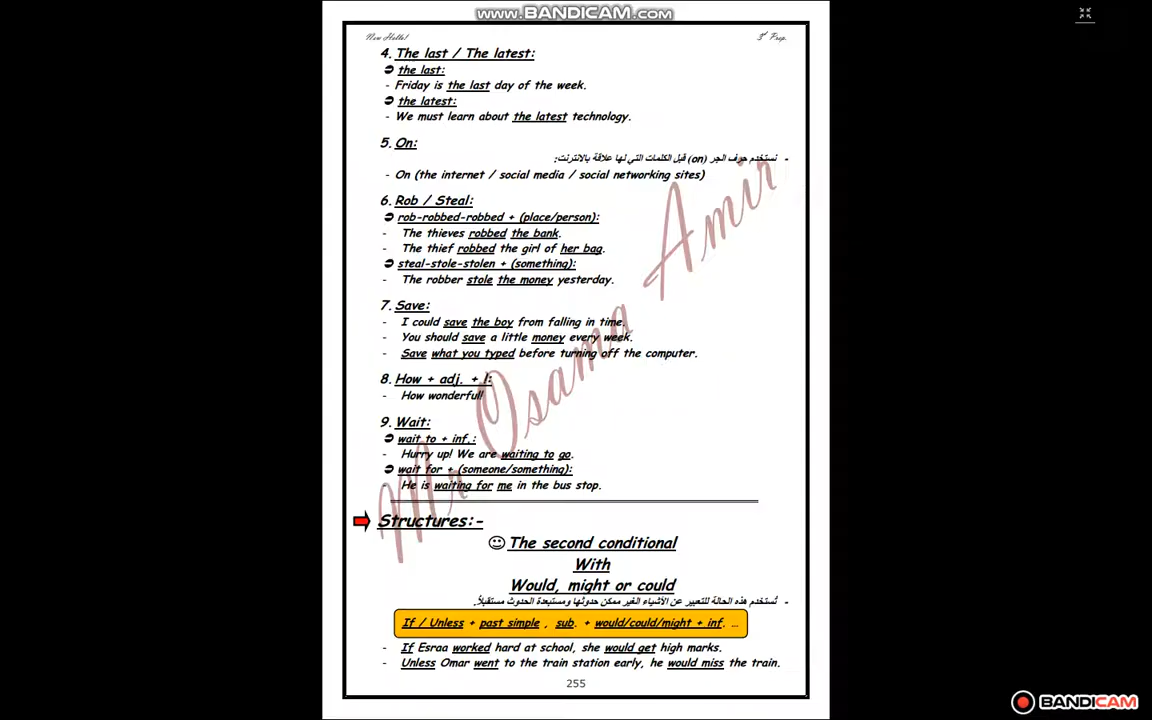 WWW.BANDICAM.COM
New Hello! 3rd Prep.
4. The last / The latest:
the last:
- Friday is the last day of the week.
the latest:
- We must learn about the latest technology.
5. On:
- نستخدم حرف الجر (on) قبل الكلمات التي لها علاقة بالانترنت:
- On (the internet / social media / social networking sites)
6. Rob / Steal:
rob-robbed-robbed + (place/person):
- The thieves robbed the bank.
- The thief robbed the girl of her bag.
steal-stole-stolen + (something):
- The robber stole the money yesterday.
7. Save:
- I could save the boy from falling in time.
- You should save a little money every week.
- Save what you typed before turning off the computer.
8. How + adj. + !:
- How wonderful!
9. Wait:
wait to + inf.:
- Hurry up! We are waiting to go.
wait for + (someone/something):
- He is waiting for me in the bus stop.
Mr Osama Amir
Structures:-
The second conditional
With
Would, might or could
- تُستخدم هذه الحالة للتعبير عن الأشياء الغير ممكن حدوثها ومستبعدة الحدوث مستقبلاً.
If / Unless + past simple , sub. + would/could/might + inf. ...
- If Esraa worked hard at school, she would get high marks.
- Unless Omar went to the train station early, he would miss the train.
255
BANDICAM